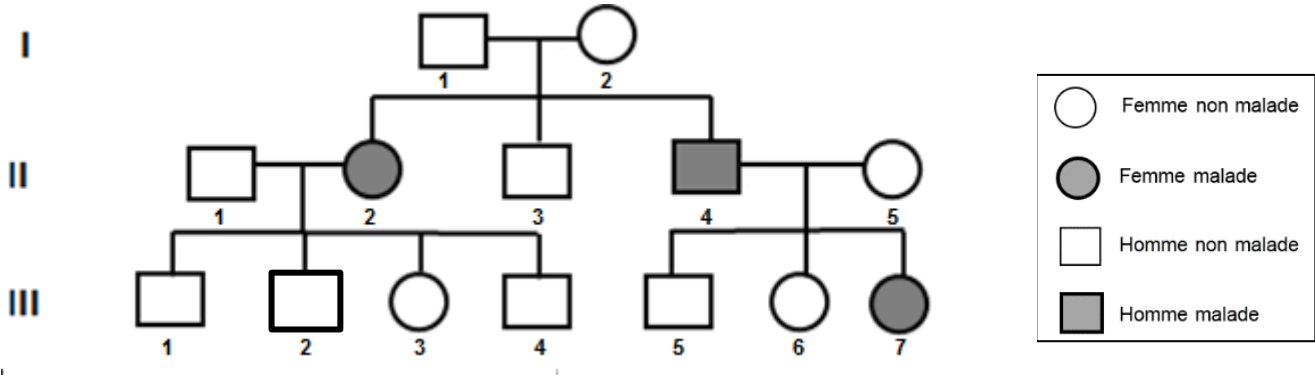 I
1 2
II
1 2 3 4 5
III
1 2 3 4 5 6 7
Femme non malade
Femme malade
Homme non malade
Homme malade